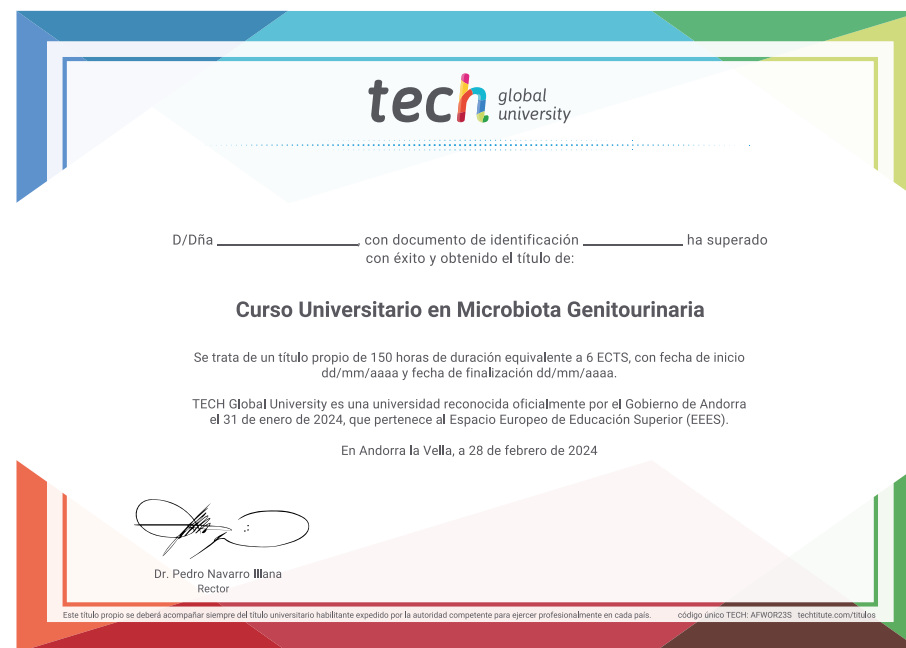 tech global university
D/Dña ____________________, con documento de identificación ______________ ha superado
con éxito y obtenido el título de:
Curso Universitario en Microbiota Genitourinaria
Se trata de un título propio de 150 horas de duración equivalente a 6 ECTS, con fecha de inicio
dd/mm/aaaa y fecha de finalización dd/mm/aaaa.
TECH Global University es una universidad reconocida oficialmente por el Gobierno de Andorra
el 31 de enero de 2024, que pertenece al Espacio Europeo de Educación Superior (EEES).
En Andorra la Vella, a 28 de febrero de 2024
Dr. Pedro Navarro Illana
Rector
Este título propio se deberá acompañar siempre del título universitario habilitante expedido por la autoridad competente para ejercer profesionalmente en cada país. código único TECH: AFWOR23S techtitute.com/títulos